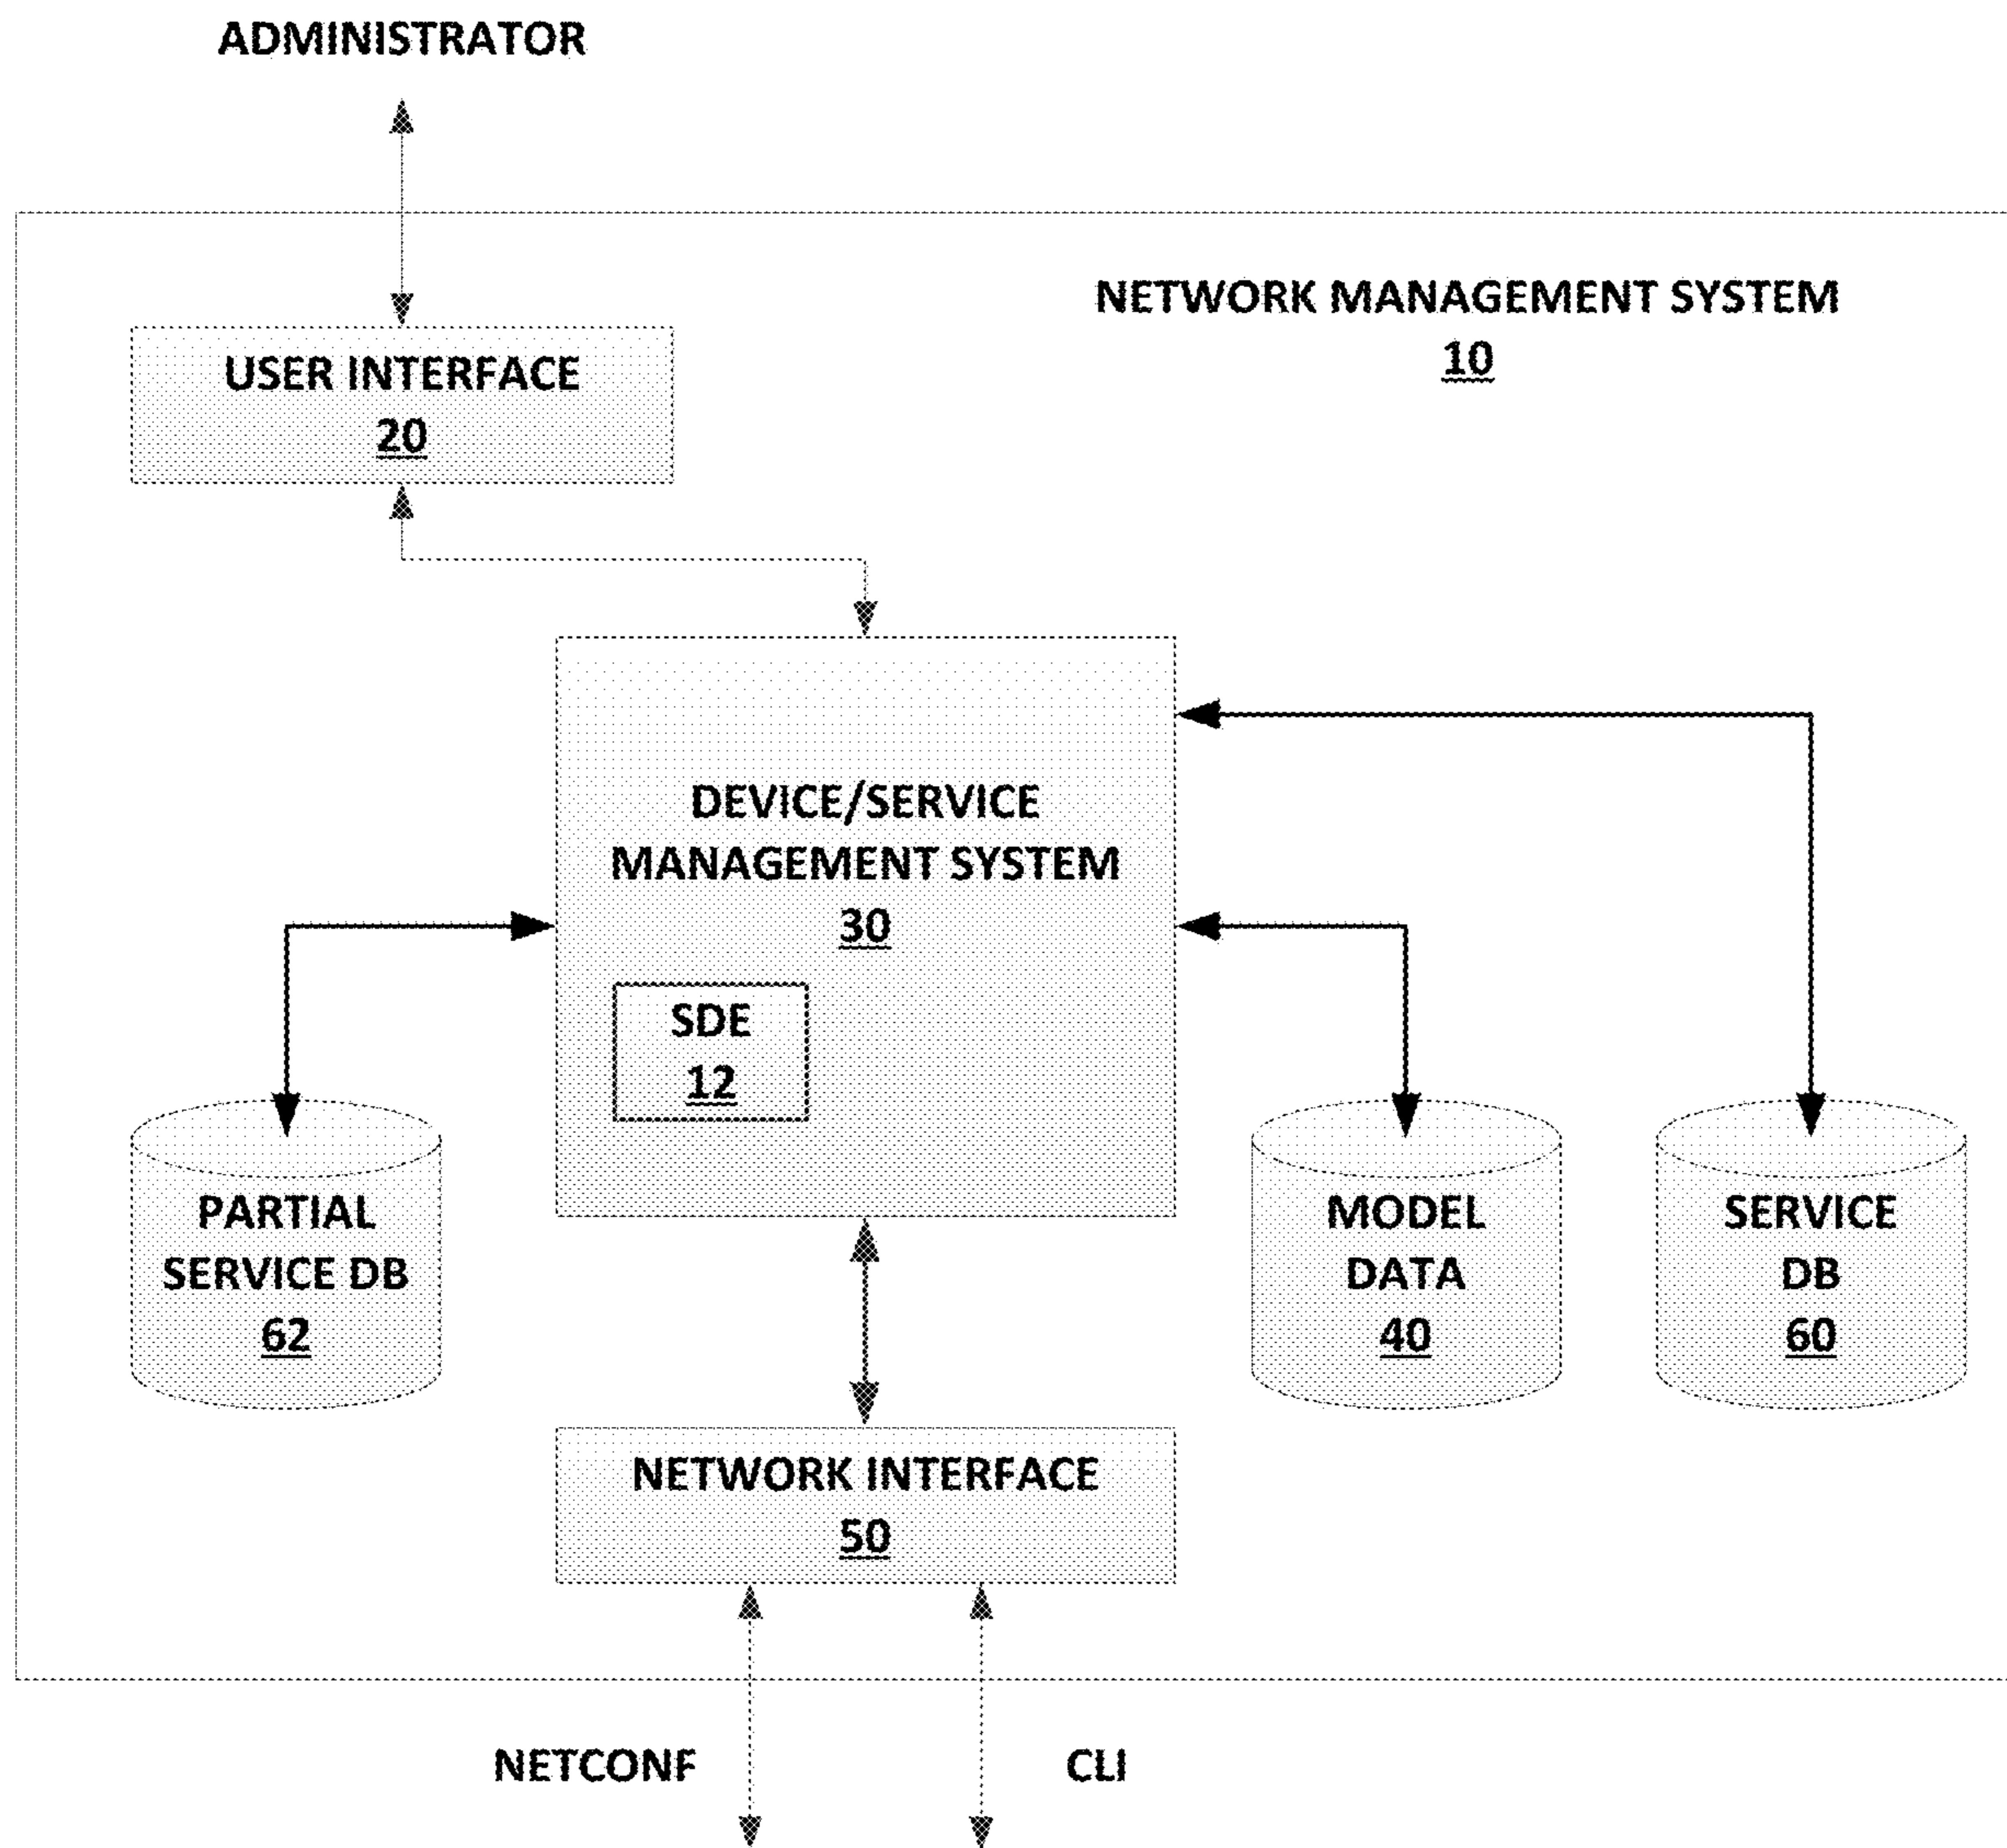 ADMINISTRATOR
NETWORK MANAGEMENT SYSTEM
10
USER INTERFACE
20
DEVICE/SERVICE
MANAGEMENT SYSTEM
30
SDE
12
PARTIAL
SERVICE DB
62
MODEL
DATA
40
SERVICE
DB
60
NETWORK INTERFACE
50
NETCONF
CLI